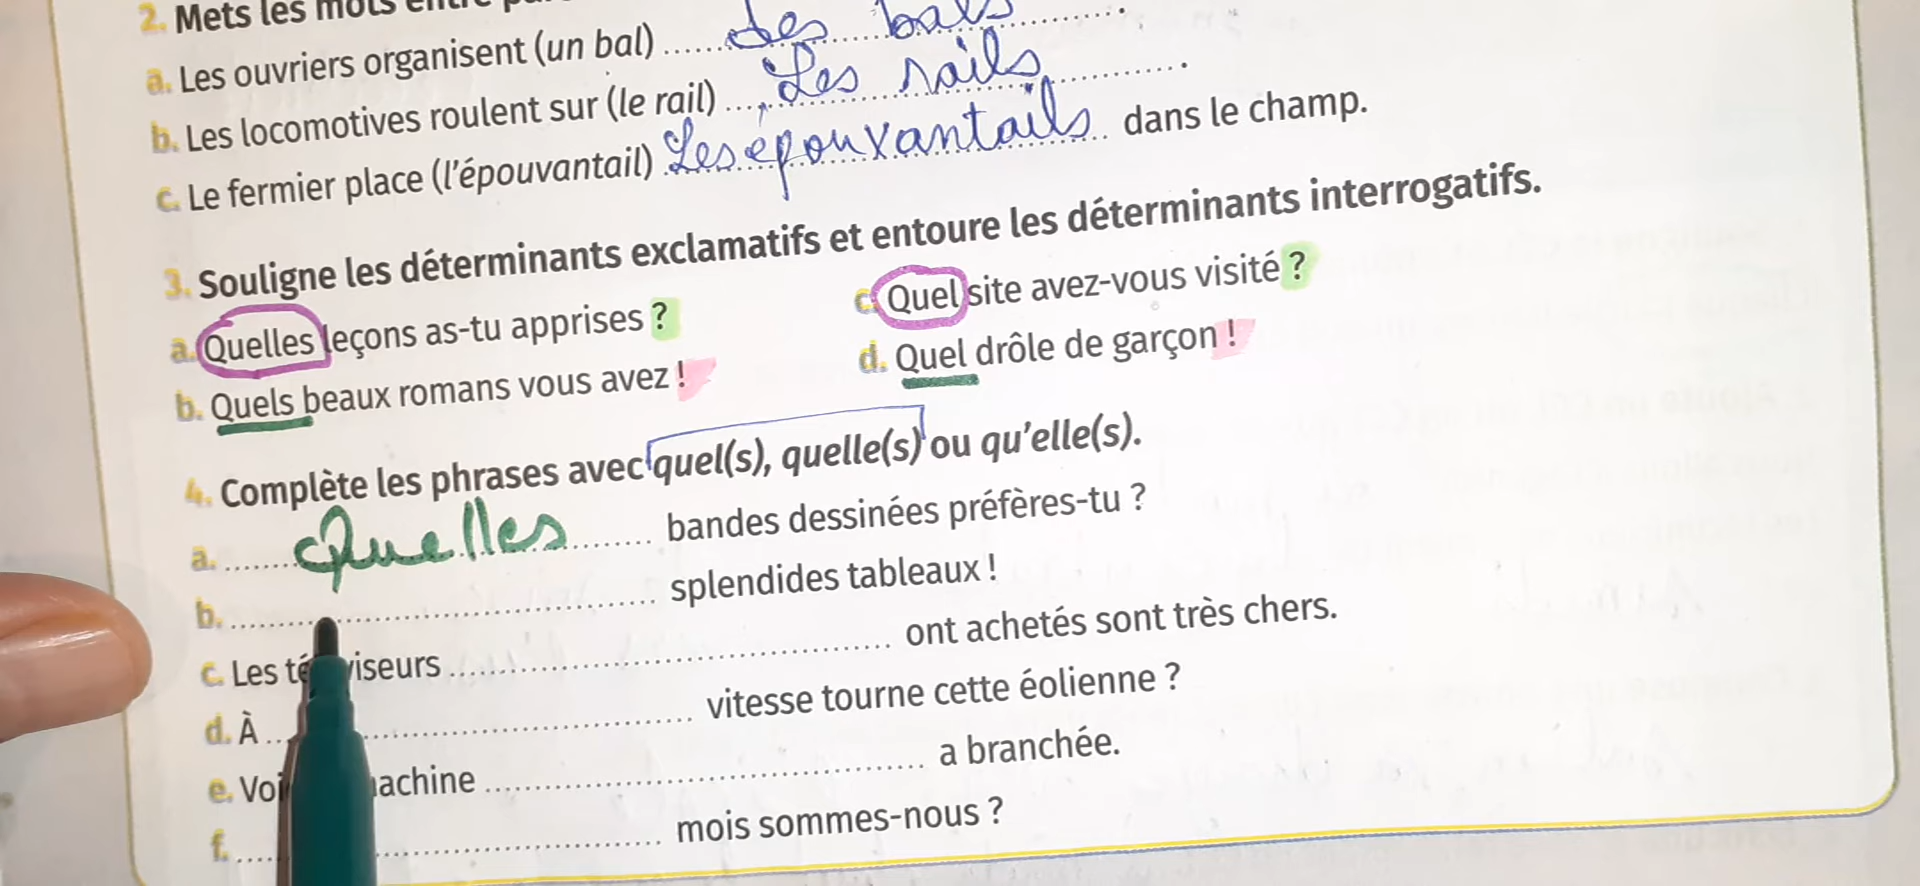 2. Mets les mots
a. Les ouvriers organisent (un bal) des bals.
b. Les locomotives roulent sur (le rail) Les rails.
c. Le fermier place (l'épouvantail) Les épouvantails dans le champ.
3. Souligne les déterminants exclamatifs et entoure les déterminants interrogatifs.
a. Quelles leçons as-tu apprises ?
c. Quel site avez-vous visité ?
b. Quels beaux romans vous avez !
d. Quel drôle de garçon !
4. Complète les phrases avec quel(s), quelle(s) ou qu'elle(s).
a. Quelles bandes dessinées préfères-tu ?
b. splendides tableaux !
c. Les ont achetés sont très chers.
d. À vitesse tourne cette éolienne ?
e. a branchée.
f. mois sommes-nous ?